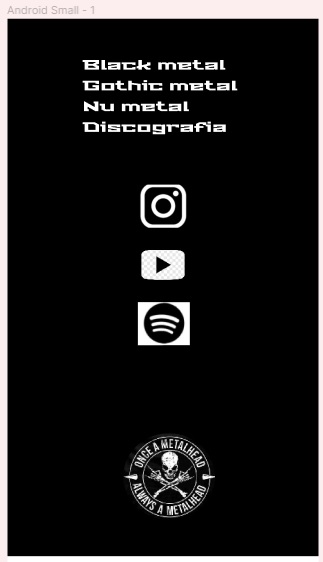 Android Small - 1
Black metal
Gothic metal
Nu metal
Discografia
ONCE A METALHEAD
ALWAYS A METALHEAD